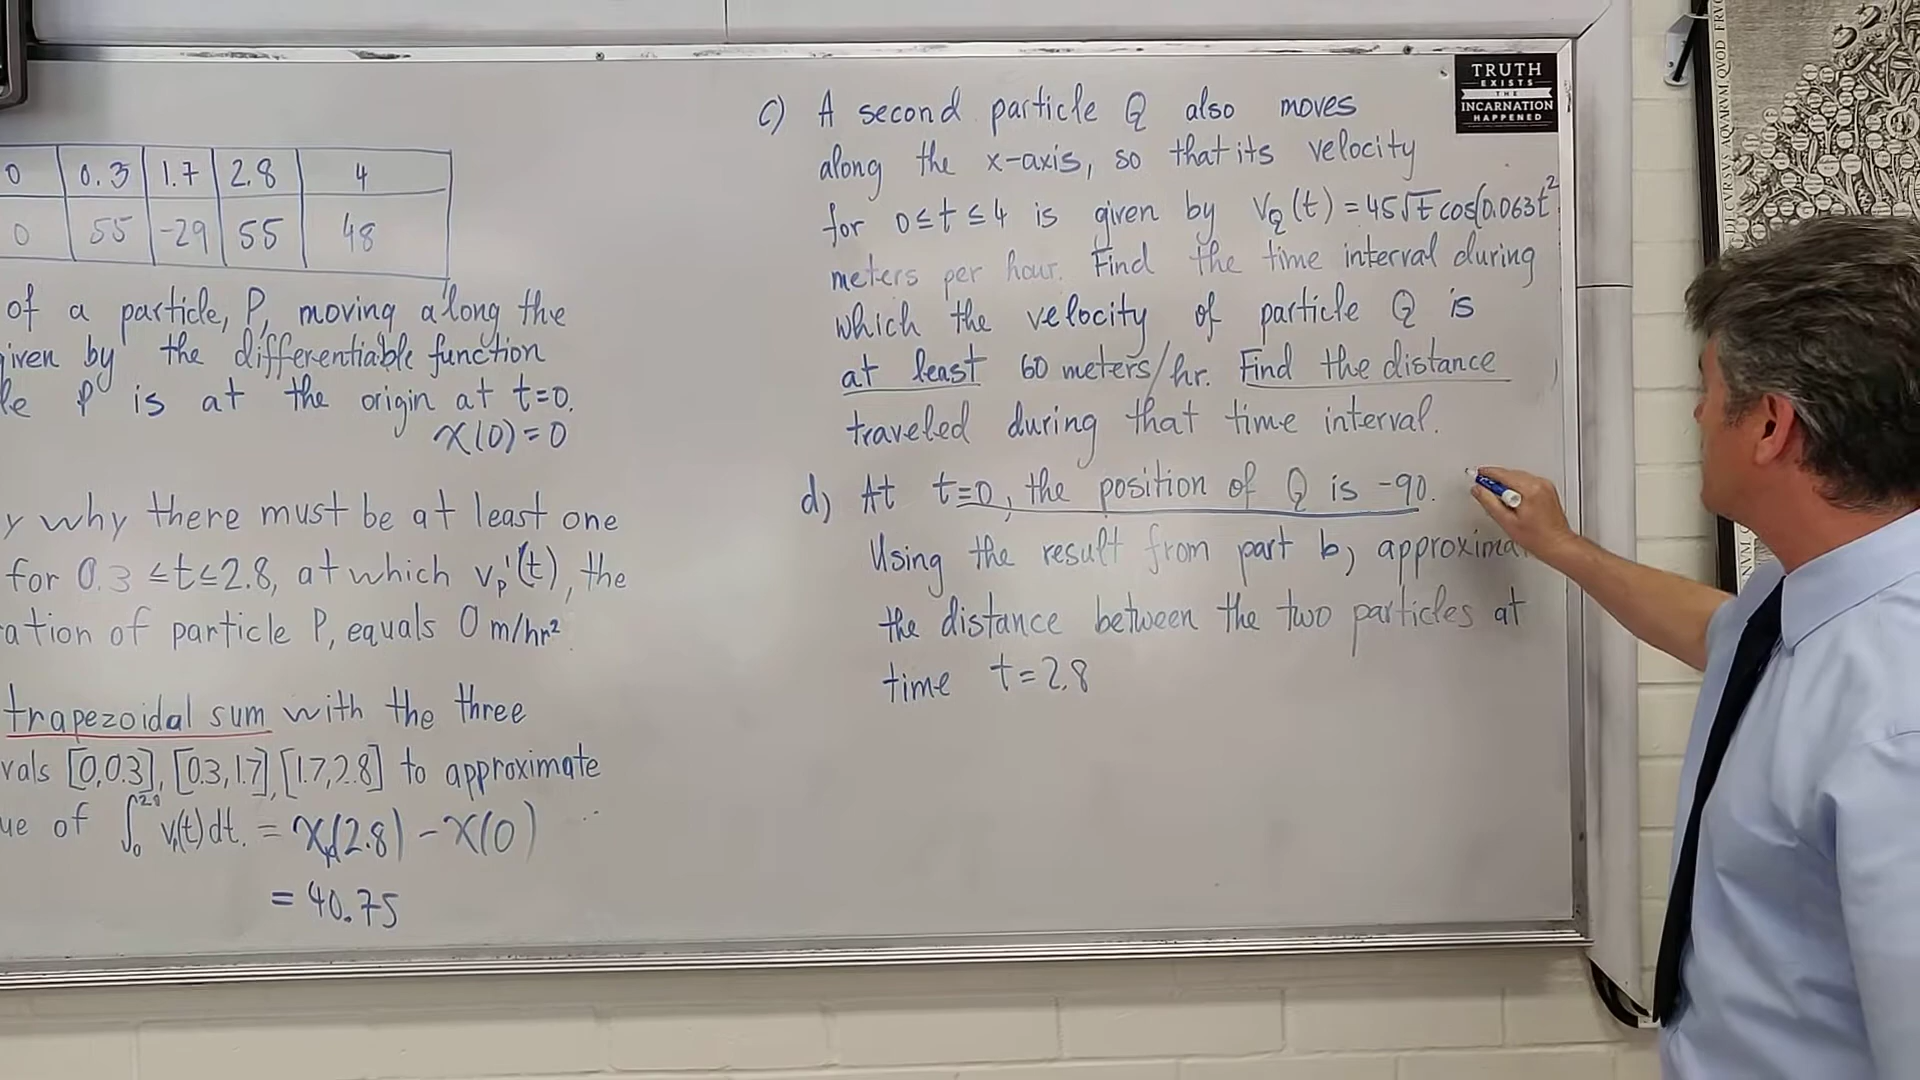 0 0.3 1.7 2.8 4
0 55 -29 55 48
of a particle, P, moving along the
given by the differentiable function
P is at the origin at t=0.
x(0)=0
why there must be at least one
for 0.3 ≤t≤2.8, at which vₚ'(t), the
ation of particle P, equals 0 m/hr²
trapezoidal sum with the three
vals [0,0.3], [0.3,1.7], [1.7,2.8] to approximate
ue of ∫₀^2.8 vₚ(t)dt. = xₚ(2.8) - x(0)
= 40.75
c) A second particle Q also moves
along the x-axis, so that its velocity
for 0≤t≤4 is given by v_Q(t)=45√t cos(0.063t²
meters per hour. Find the time interval during
which the velocity of particle Q is
at least 60 meters/hr. Find the distance
traveled during that time interval.
d) At t=0, the position of Q is -90.
Using the result from part b, approxima
the distance between the two particles at
time t=2.8
TRUTH
EXISTS
THE
INCARNATION
HAPPENED